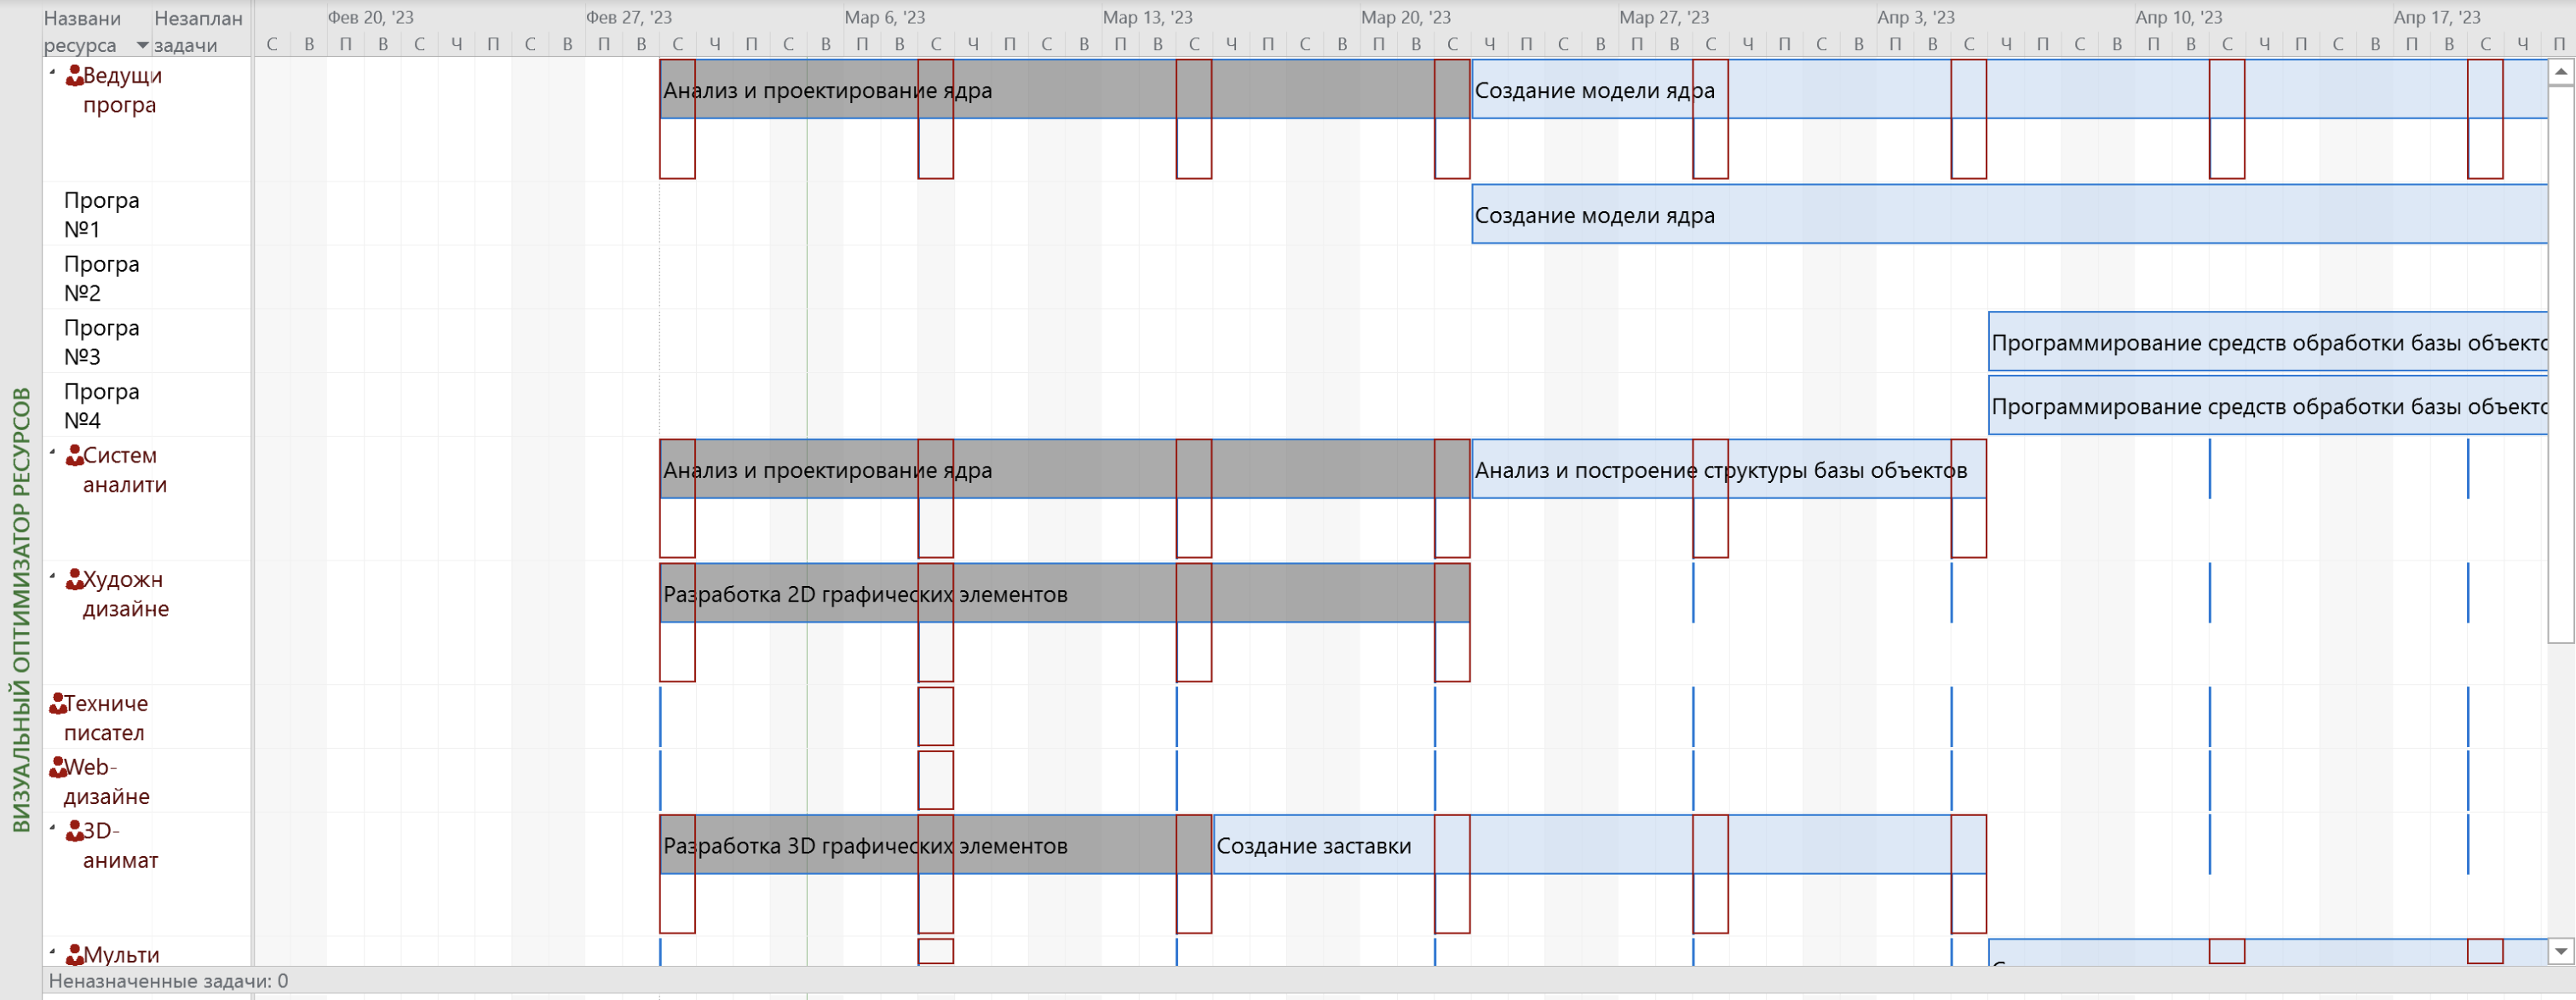 Названи Незаплан Фев 20, '23 Фев 27, '23 Мар 6, '23 Мар 13, '23 Мар 20, '23 Мар 27, '23 Апр 3, '23 Апр 10, '23 Апр 17, '23
ресурса задачи С В П В С Ч П С В П В С Ч П С В П В С Ч П С В П В С Ч П С В П В С Ч П С В П В С Ч П С В П В С Ч П С В П В С Ч П С В П В С Ч П
ВИЗУАЛЬНЫЙ ОПТИМИЗАТОР РЕСУРСОВ
Ведущи
програ
Анализ и проектирование ядра
Создание модели ядра
Програ
№1
Создание модели ядра
Програ
№2
Програ
№3
Программирование средств обработки базы объекто
Програ
№4
Программирование средств обработки базы объекто
Систем
аналити
Анализ и проектирование ядра
Анализ и построение структуры базы объектов
Художн
дизайне
Разработка 2D графических элементов
Техниче
писател
Web-
дизайне
3D-
анимат
Разработка 3D графических элементов
Создание заставки
Мульти
Неназначенные задачи: 0